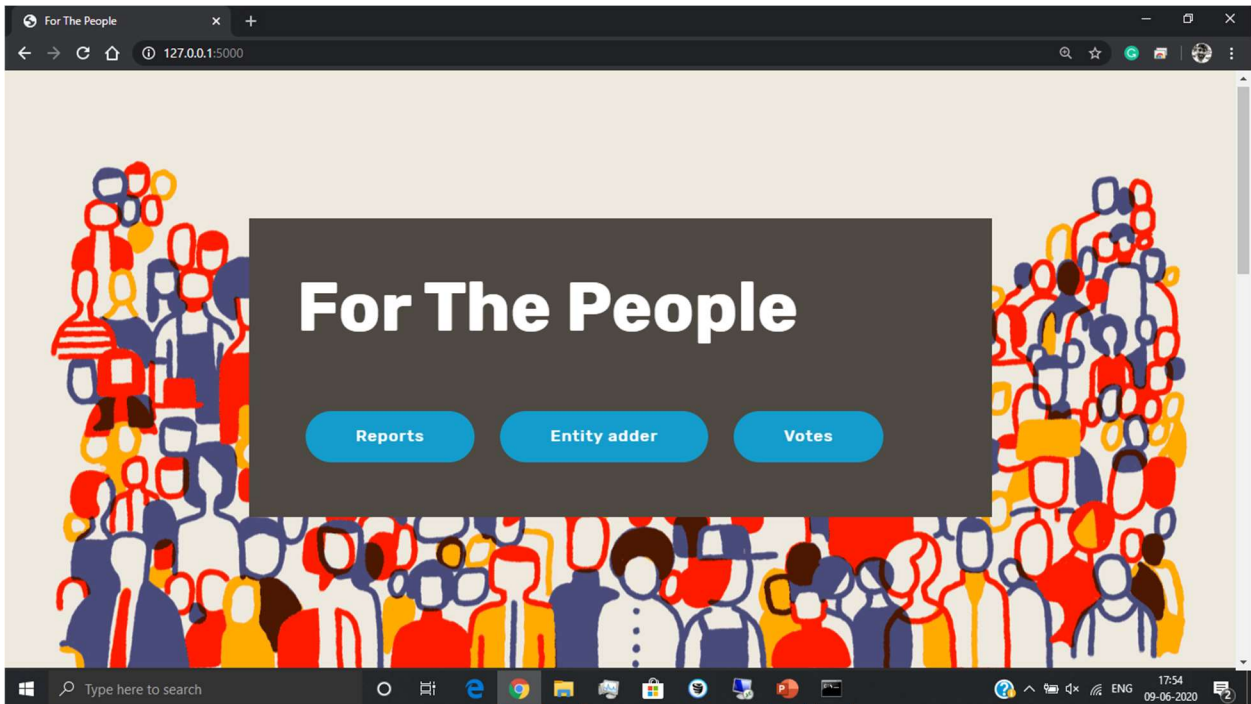 For The People
127.0.0.1:5000
For The People
Reports
Entity adder
Votes
Type here to search
ENG
17:54
09-06-2020
2